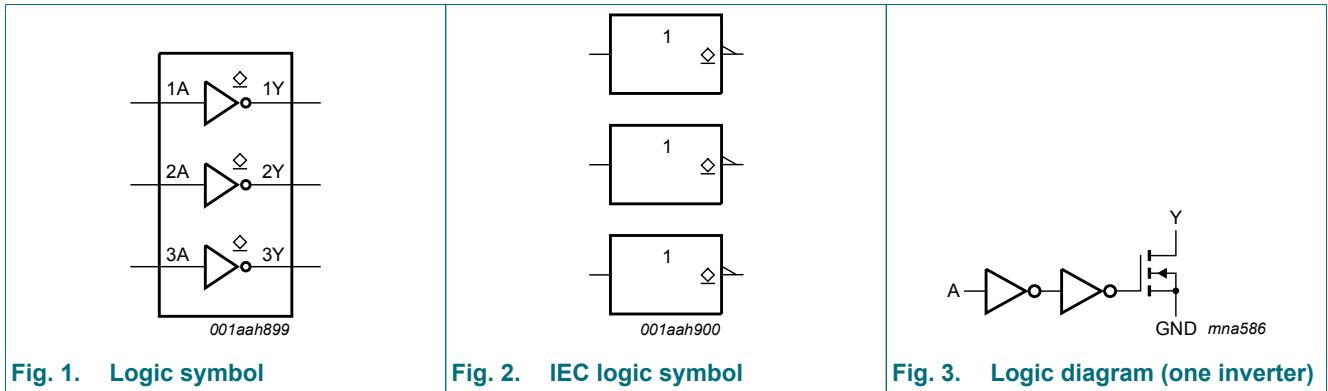 1A 1Y
2A 2Y
3A 3Y
001aah899
Fig. 1. Logic symbol
1
1
1
001aah900
Fig. 2. IEC logic symbol
Y
A
GND mna586
Fig. 3. Logic diagram (one inverter)